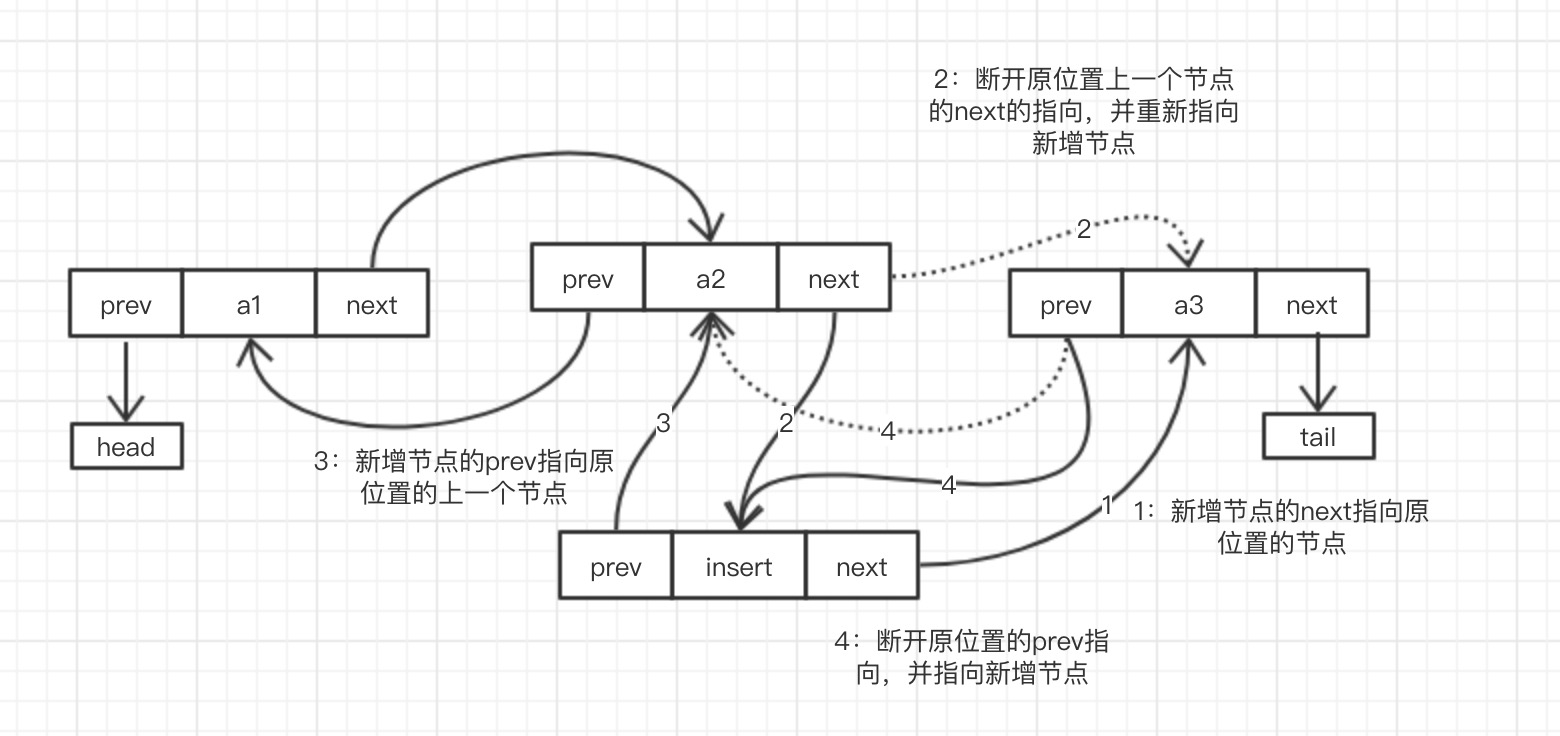 2：断开原位置上一个节点
的next的指向，并重新指向
新增节点
2
prev a1 next
prev a2 next
prev a3 next
3
2
4
head
tail
3：新增节点的prev指向原
位置的上一个节点
4
1
1：新增节点的next指向原
位置的节点
prev insert next
4：断开原位置的prev指
向，并指向新增节点